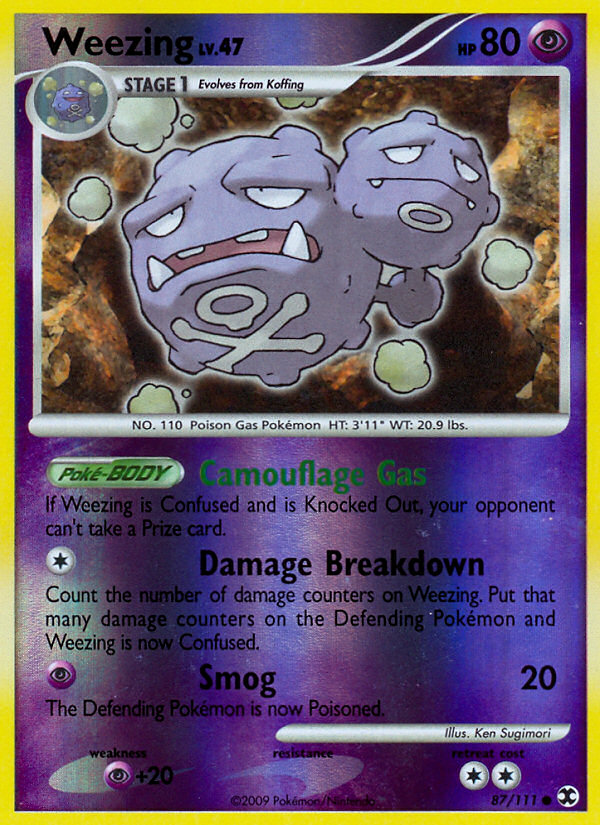 Weezing LV.47 HP 80
STAGE 1 Evolves from Koffing
NO. 110 Poison Gas Pokémon HT: 3'11" WT: 20.9 lbs.
Poké-BODY Camouflage Gas
If Weezing is Confused and is Knocked Out, your opponent
can't take a Prize card.
Damage Breakdown
Count the number of damage counters on Weezing. Put that
many damage counters on the Defending Pokémon and
Weezing is now Confused.
Smog 20
The Defending Pokémon is now Poisoned.
Illus. Ken Sugimori
weakness resistance retreat cost
+20
©2009 Pokémon/Nintendo 87/111